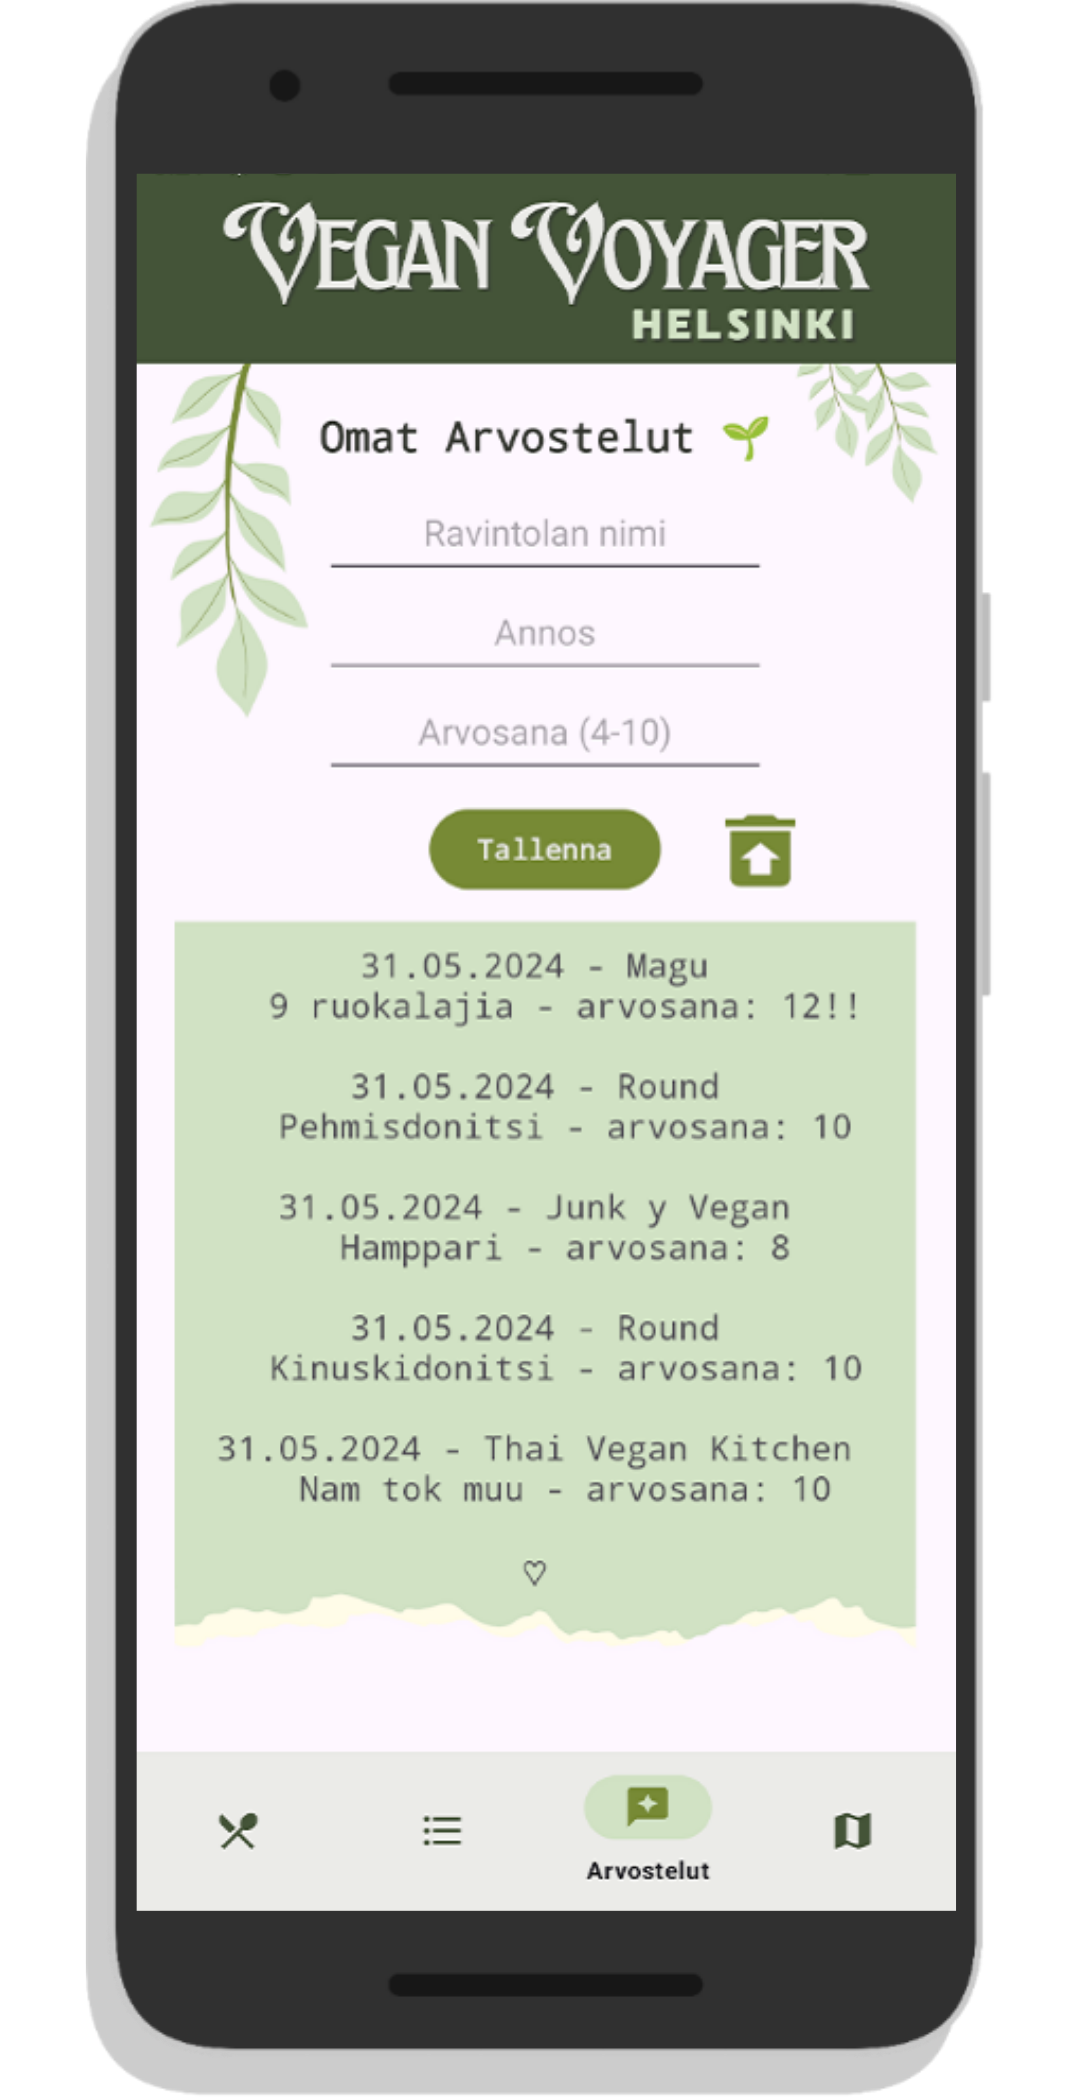 VEGAN VOYAGER
HELSINKI
Omat Arvostelut 🌱
Ravintolan nimi
Annos
Arvosana (4-10)
Tallenna
31.05.2024 - Magu
9 ruokalajia - arvosana: 12!!
31.05.2024 - Round
Pehmisdonitsi - arvosana: 10
31.05.2024 - Junk y Vegan
Hamppari - arvosana: 8
31.05.2024 - Round
Kinuskidonitsi - arvosana: 10
31.05.2024 - Thai Vegan Kitchen
Nam tok muu - arvosana: 10
♡
Arvostelut